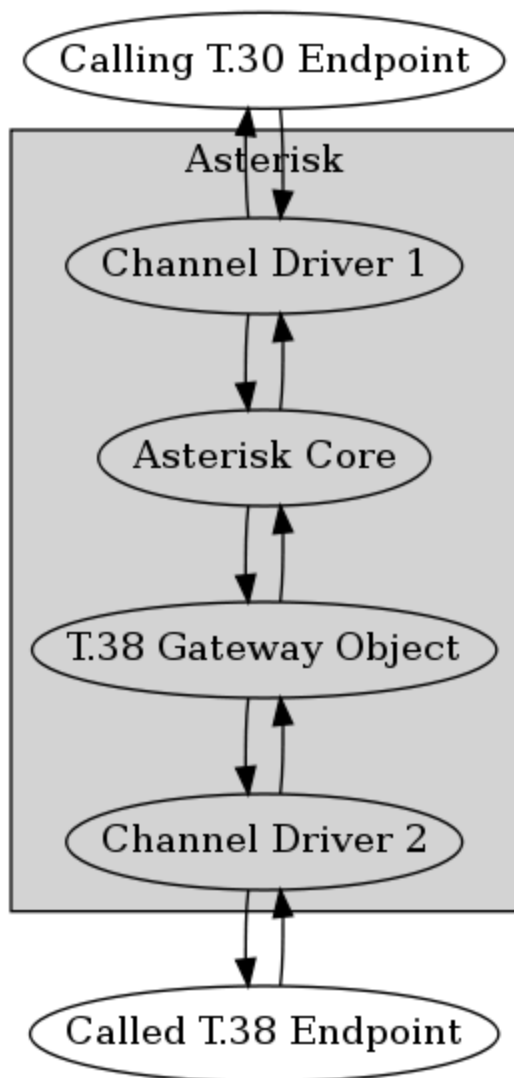 Calling T.30 Endpoint
Asterisk
Channel Driver 1
Asterisk Core
T.38 Gateway Object
Channel Driver 2
Called T.38 Endpoint